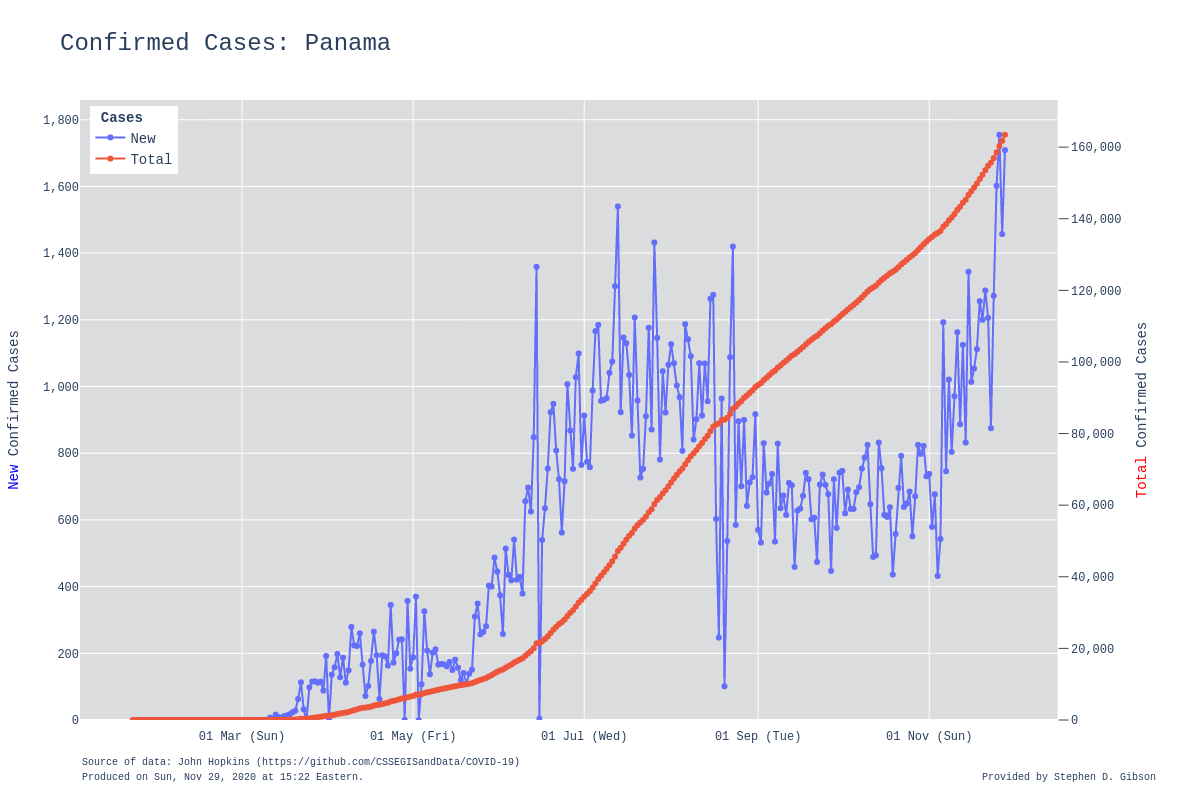 Confirmed Cases: Panama
Cases
New
Total
1,800
1,600
1,400
1,200
1,000
800
600
400
200
0
160,000
140,000
120,000
100,000
80,000
60,000
40,000
20,000
0
New Confirmed Cases
Total Confirmed Cases
01 Mar (Sun)
01 May (Fri)
01 Jul (Wed)
01 Sep (Tue)
01 Nov (Sun)
Source of data: John Hopkins (https://github.com/CSSEGISandData/COVID-19)
Produced on Sun, Nov 29, 2020 at 15:22 Eastern.
Provided by Stephen D. Gibson